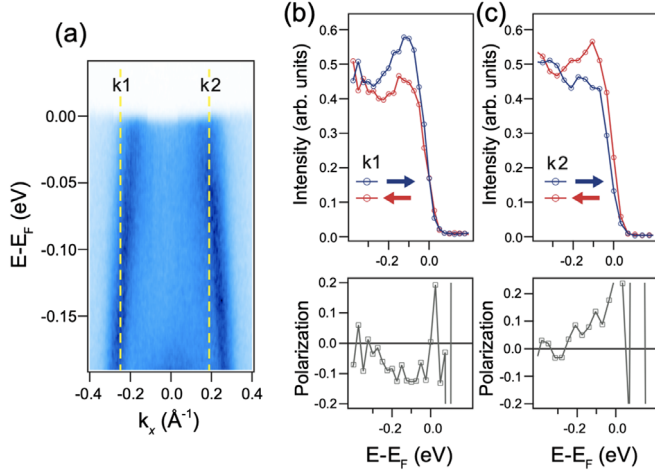 (a)
k1 k2
E-E_F (eV)
0.00
-0.05
-0.10
-0.15
-0.4 -0.2 0.0 0.2 0.4
k_x (Å⁻¹)
(b)
Intensity (arb. units)
0.6
0.5
0.4
0.3
0.2
0.1
0.0
k1
-0.2 0.0
Polarization
0.2
0.1
0.0
-0.1
-0.2
-0.2 0.0
E-E_F (eV)
(c)
Intensity (arb. units)
0.6
0.5
0.4
0.3
0.2
0.1
0.0
k2
-0.2 0.0
Polarization
0.2
0.1
0.0
-0.1
-0.2
-0.2 0.0
E-E_F (eV)